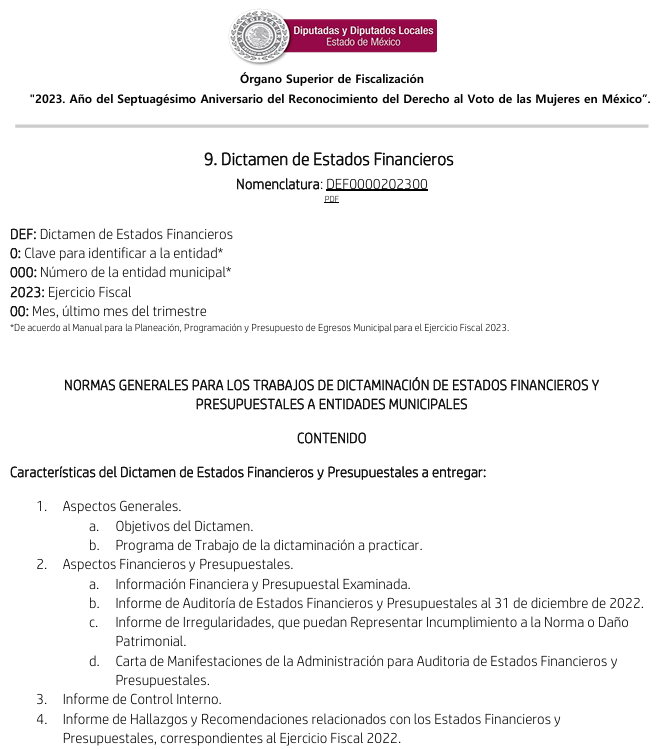 Diputadas y Diputados Locales
Estado de México
Órgano Superior de Fiscalización
"2023. Año del Septuagésimo Aniversario del Reconocimiento del Derecho al Voto de las Mujeres en México”.
9. Dictamen de Estados Financieros
Nomenclatura: DEF0000202300
PDF
DEF: Dictamen de Estados Financieros
0: Clave para identificar a la entidad*
000: Número de la entidad municipal*
2023: Ejercicio Fiscal
00: Mes, último mes del trimestre
*De acuerdo al Manual para la Planeación, Programación y Presupuesto de Egresos Municipal para el Ejercicio Fiscal 2023.
NORMAS GENERALES PARA LOS TRABAJOS DE DICTAMINACIÓN DE ESTADOS FINANCIEROS Y
PRESUPUESTALES A ENTIDADES MUNICIPALES
CONTENIDO
Características del Dictamen de Estados Financieros y Presupuestales a entregar:
1. Aspectos Generales.
a. Objetivos del Dictamen.
b. Programa de Trabajo de la dictaminación a practicar.
2. Aspectos Financieros y Presupuestales.
a. Información Financiera y Presupuestal Examinada.
b. Informe de Auditoría de Estados Financieros y Presupuestales al 31 de diciembre de 2022.
c. Informe de Irregularidades, que puedan Representar Incumplimiento a la Norma o Daño
Patrimonial.
d. Carta de Manifestaciones de la Administración para Auditoria de Estados Financieros y
Presupuestales.
3. Informe de Control Interno.
4. Informe de Hallazgos y Recomendaciones relacionados con los Estados Financieros y
Presupuestales, correspondientes al Ejercicio Fiscal 2022.